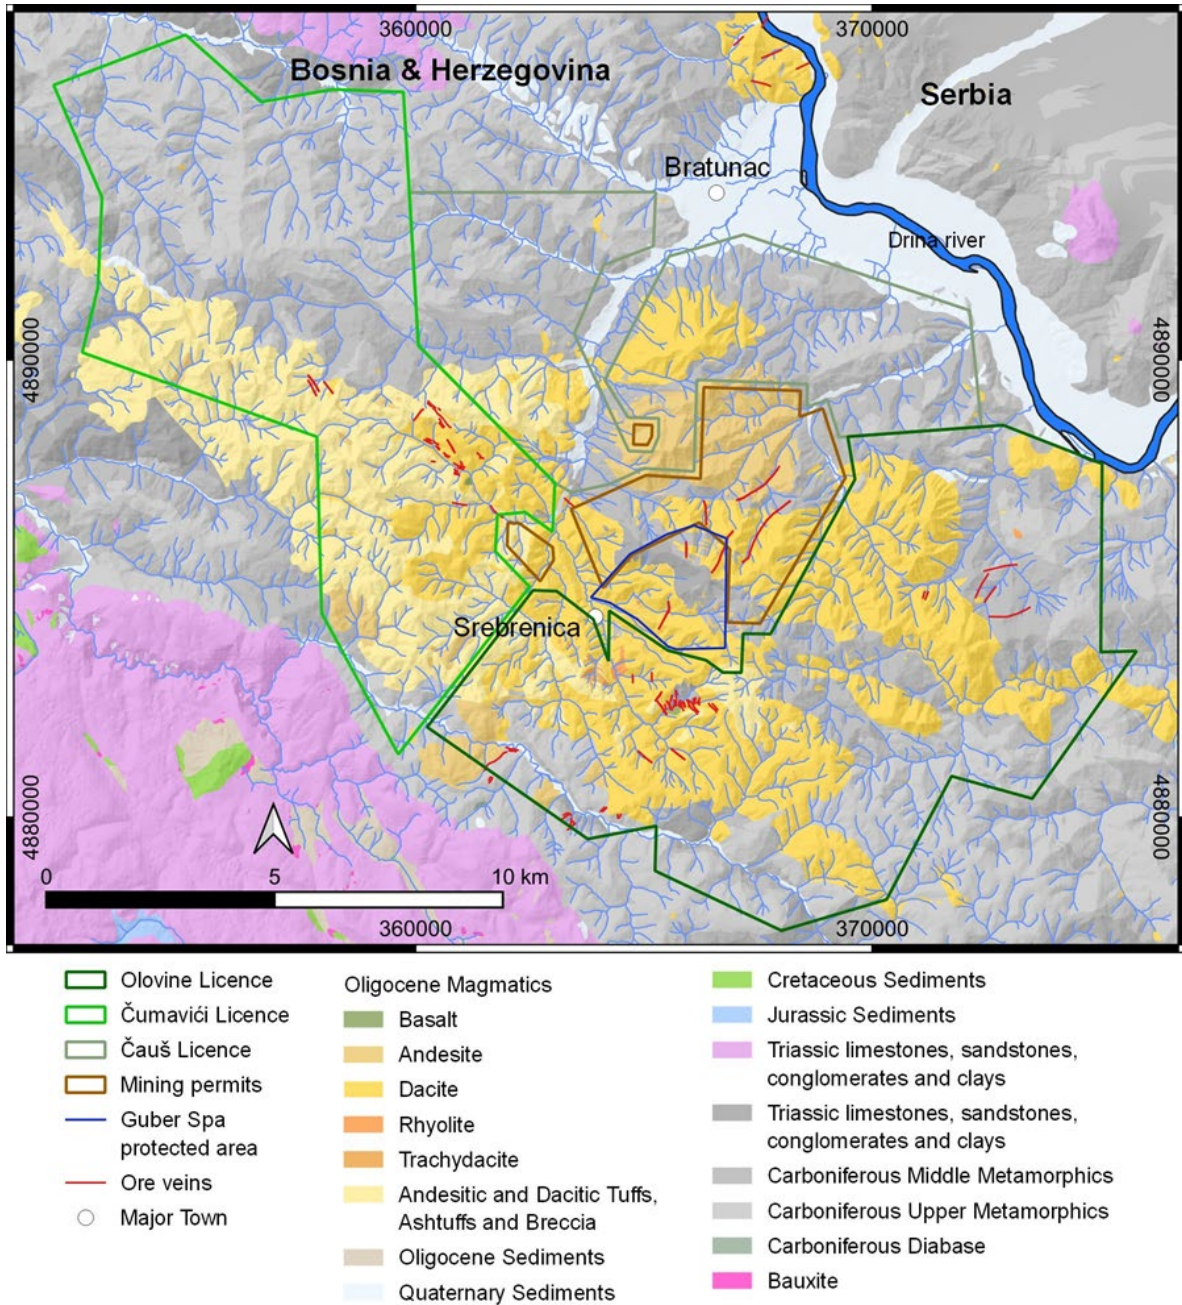 360000
370000
Bosnia & Herzegovina
Serbia
Bratunac
Drina river
4890000
4890000
Srebrenica
4880000
4880000
0
5
10 km
360000
370000
Olovine Licence
Čumavići Licence
Čauš Licence
Mining permits
Guber Spa
protected area
Ore veins
Major Town
Oligocene Magmatics
Basalt
Andesite
Dacite
Rhyolite
Trachydacite
Andesitic and Dacitic Tuffs,
Ashtuffs and Breccia
Oligocene Sediments
Quaternary Sediments
Cretaceous Sediments
Jurassic Sediments
Triassic limestones, sandstones,
conglomerates and clays
Triassic limestones, sandstones,
conglomerates and clays
Carboniferous Middle Metamorphics
Carboniferous Upper Metamorphics
Carboniferous Diabase
Bauxite